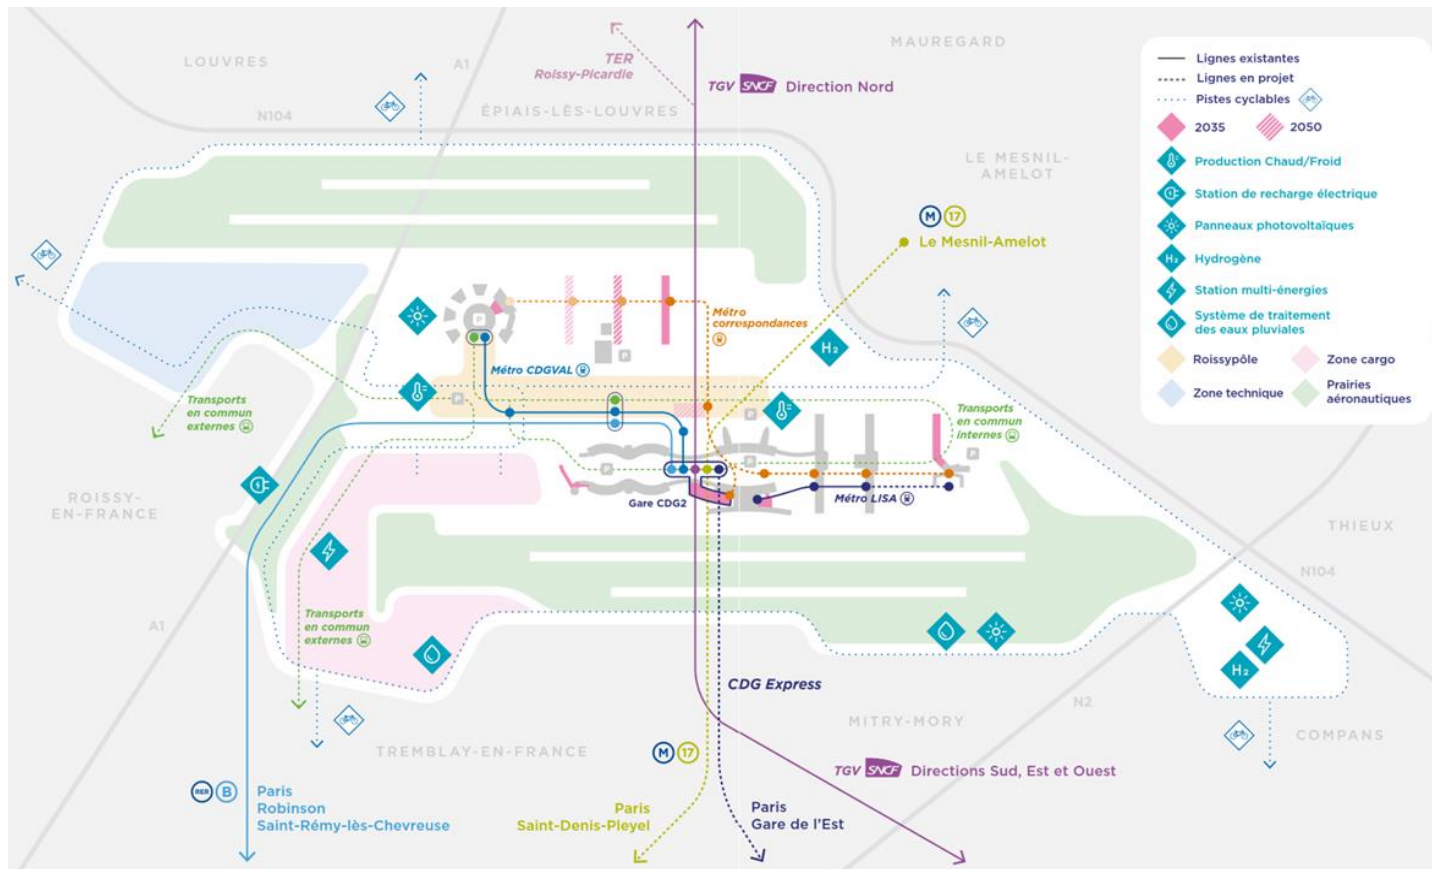 LOUVRES
A1
N104
TER
Roissy-Picardie
ÉPIAIS-LÈS-LOUVRES
TGV SNCF Direction Nord
MAUREGARD
LE MESNIL-
AMELOT
M 17
Le Mesnil-Amelot
Lignes existantes
Lignes en projet
Pistes cyclables
2035
2050
Production Chaud/Froid
Station de recharge électrique
Panneaux photovoltaïques
H₂
Hydrogène
Station multi-énergies
Système de traitement
des eaux pluviales
Roissypôle
Zone cargo
Zone technique
Prairies
aéronautiques
P
P
Métro
correspondances
H₂
Métro CDGVAL
Transports
en commun
externes
P
P
Transports
en commun
internes
P
P
P
Gare CDG2
Métro LISA
ROISSY-
EN-FRANCE
THIEUX
N104
A1
Transports
en commun
externes
H₂
CDG Express
N2
MITRY-MORY
COMPANS
TREMBLAY-EN-FRANCE
M 17
TGV SNCF Directions Sud, Est et Ouest
RER B
Paris
Robinson
Saint-Rémy-lès-Chevreuse
Paris
Saint-Denis-Pleyel
Paris
Gare de l'Est